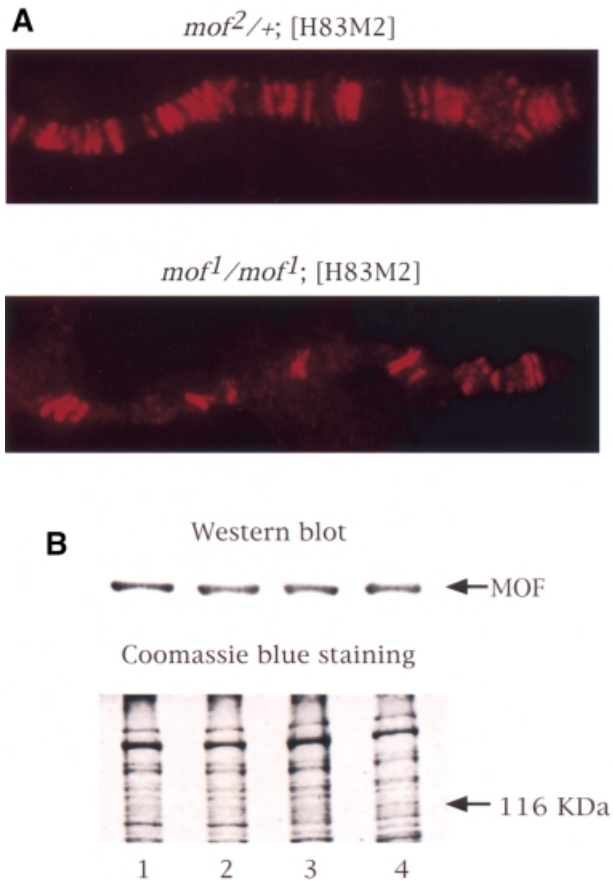 A
mof2/+; [H83M2]
mof1/mof1; [H83M2]
B
Western blot
MOF
Coomassie blue staining
116 KDa
1 2 3 4